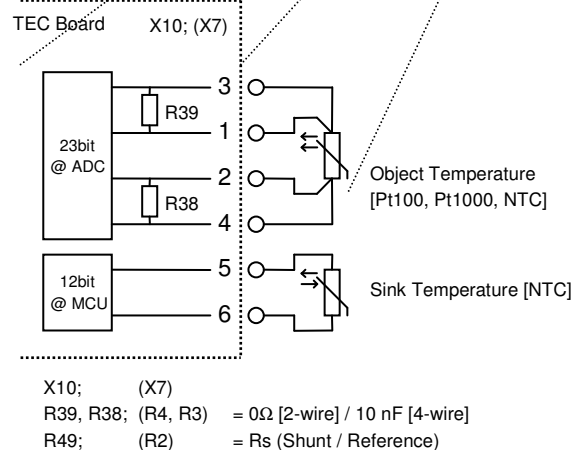 TEC Board X10; (X7)
3
R39
1
23bit
@ ADC
2
Object Temperature
[Pt100, Pt1000, NTC]
R38
4
5
12bit
@ MCU
Sink Temperature [NTC]
6
X10; (X7)
R39, R38; (R4, R3) = 0Ω [2-wire] / 10 nF [4-wire]
R49; (R2) = Rs (Shunt / Reference)